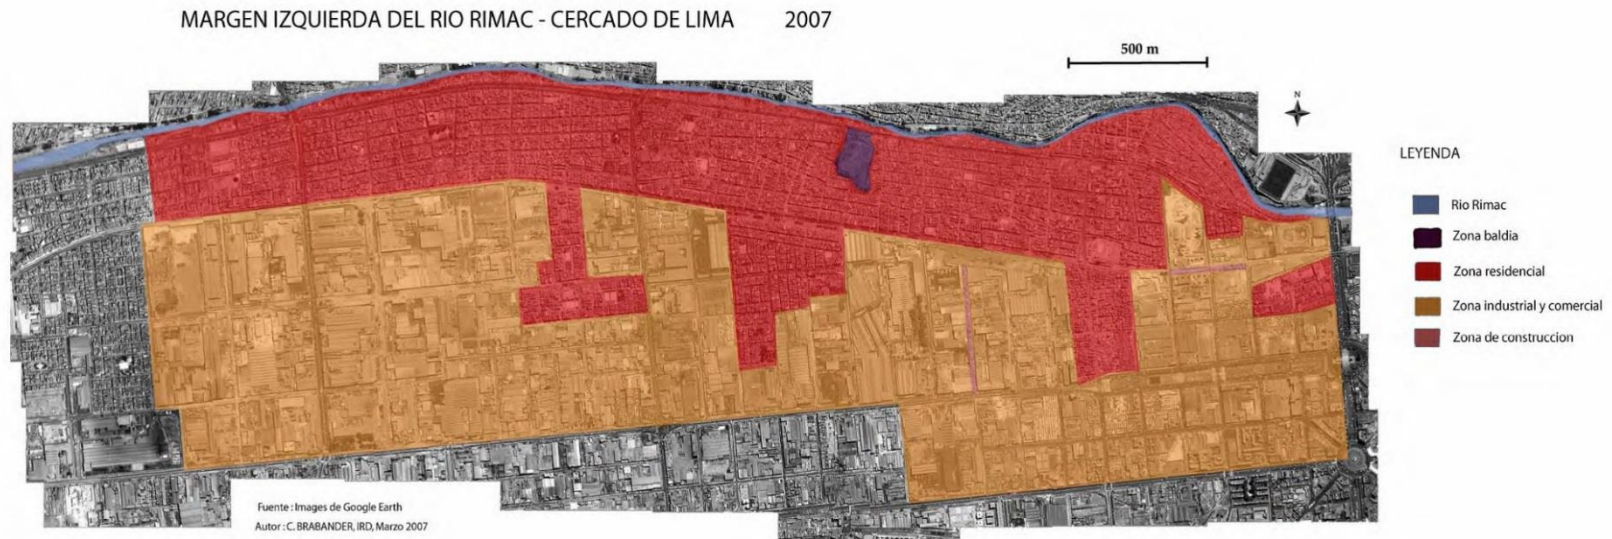 MARGEN IZQUIERDA DEL RIO RIMAC - CERCADO DE LIMA 2007
500 m
N
LEYENDA
Rio Rimac
Zona baldia
Zona residencial
Zona industrial y comercial
Zona de construccion
Fuente : Images de Google Earth
Autor : C. BRABANDER, IRD, Marzo 2007